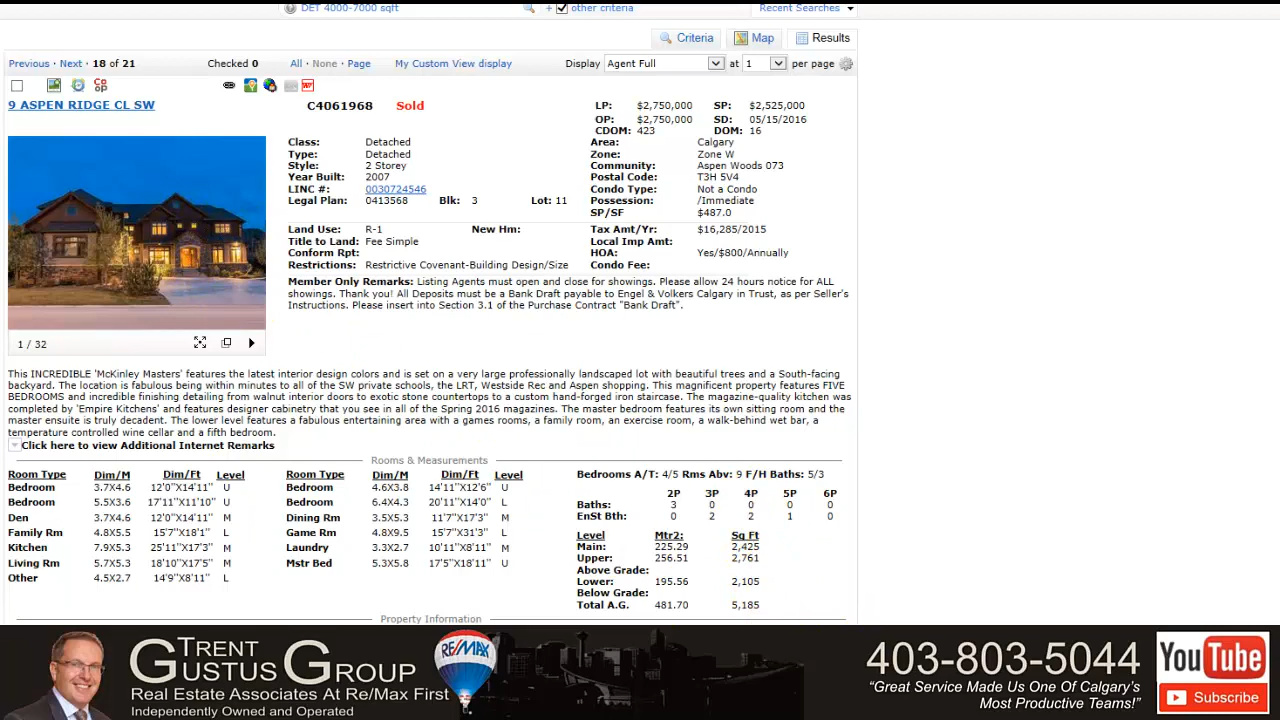 DET 4000-7000 sqft + other criteria Recent Searches
Criteria Map Results
Previous · Next · 18 of 21 Checked 0 All · None · Page My Custom View display Display Agent Full at 1 per page
9 ASPEN RIDGE CL SW C4061968 Sold LP: $2,750,000 SP: $2,525,000
OP: $2,750,000 SD: 05/15/2016
CDOM: 423 DOM: 16
Class: Detached Area: Calgary
Type: Detached Zone: Zone W
Style: 2 Storey Community: Aspen Woods 073
Year Built: 2007 Postal Code: T3H 5V4
LINC #: 0030724546 Condo Type: Not a Condo
Legal Plan: 0413568 Blk: 3 Lot: 11 Possession: /Immediate
SP/SF $487.0
Land Use: R-1 New Hm: Tax Amt/Yr: $16,285/2015
Title to Land: Fee Simple Local Imp Amt:
Conform Rpt: HOA: Yes/$800/Annually
Restrictions: Restrictive Covenant-Building Design/Size Condo Fee:
Member Only Remarks: Listing Agents must open and close for showings. Please allow 24 hours notice for ALL
showings. Thank you! All Deposits must be a Bank Draft payable to Engel & Volkers Calgary in Trust, as per Seller's
Instructions. Please insert into Section 3.1 of the Purchase Contract "Bank Draft".
1 / 32
This INCREDIBLE 'McKinley Masters' features the latest interior design colors and is set on a very large professionally landscaped lot with beautiful trees and a South-facing
backyard. The location is fabulous being within minutes to all of the SW private schools, the LRT, Westside Rec and Aspen shopping. This magnificent property features FIVE
BEDROOMS and incredible finishing detailing from walnut interior doors to exotic stone countertops to a custom hand-forged iron staircase. The magazine-quality kitchen was
completed by 'Empire Kitchens' and features designer cabinetry that you see in all of the Spring 2016 magazines. The master bedroom features its own sitting room and the
master ensuite is truly decadent. The lower level features a fabulous entertaining area with a games rooms, a family room, an exercise room, a walk-behind wet bar, a
temperature controlled wine cellar and a fifth bedroom.
Click here to view Additional Internet Remarks
Rooms & Measurements
Room Type Dim/M Dim/Ft Level Room Type Dim/M Dim/Ft Level Bedrooms A/T: 4/5 Rms Abv: 9 F/H Baths: 5/3
Bedroom 3.7X4.6 12'0"X14'11" U Bedroom 4.6X3.8 14'11"X12'6" U 2P 3P 4P 5P 6P
Bedroom 5.5X3.6 17'11"X11'10" U Bedroom 6.4X4.3 20'11"X14'0" L Baths: 3 0 0 0 0
Den 3.7X4.6 12'0"X14'11" M Dining Rm 3.5X5.3 11'7"X17'3" M EnSt Bth: 0 2 2 1 0
Family Rm 4.8X5.5 15'7"X18'1" L Game Rm 4.8X9.5 15'7"X31'3" L Level Mtr2: Sq Ft
Kitchen 7.9X5.3 25'11"X17'3" M Laundry 3.3X2.7 10'11"X8'11" M Main: 225.29 2,425
Living Rm 5.7X5.3 18'10"X17'5" M Mstr Bed 5.3X5.8 17'5"X18'11" U Upper: 256.51 2,761
Above Grade:
Other 4.5X2.7 14'9"X8'11" L Lower: 195.56 2,105
Below Grade:
Total A.G. 481.70 5,185
Property Information
TRENT
GUSTUS GROUP
Real Estate Associates At Re/Max First
Independently Owned and Operated
RE/MAX
403-803-5044
"Great Service Made Us One Of Calgary's
Most Productive Teams!"
YouTube
Subscribe